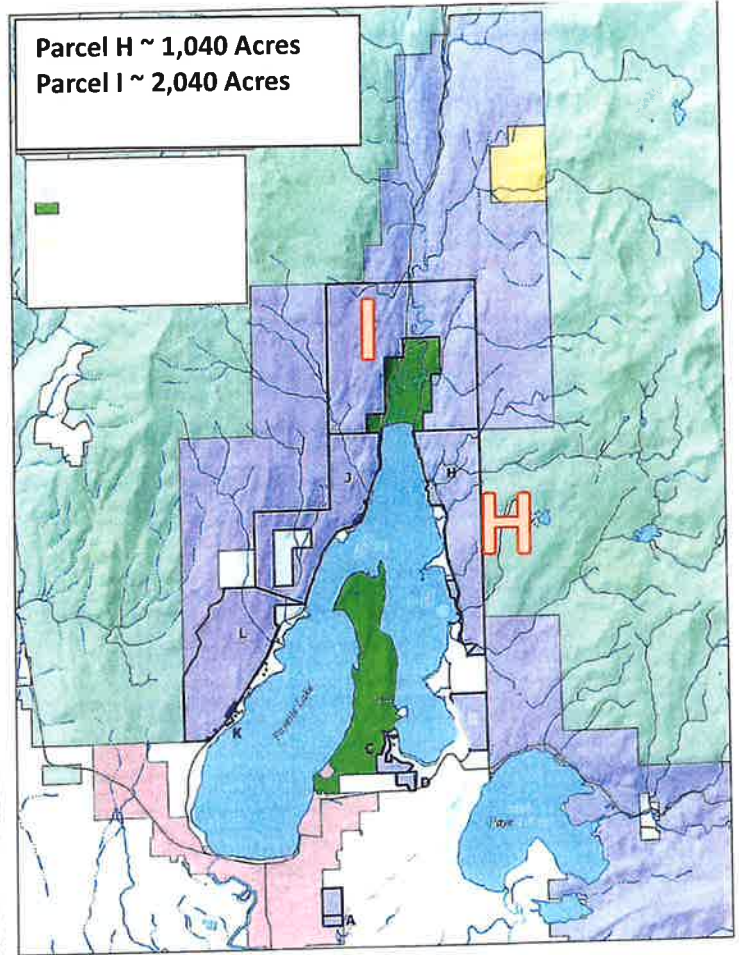 Parcel H ~ 1,040 Acres
Parcel I ~ 2,040 Acres
I
J
H
H
L
K
Payette Lake
C
D
A